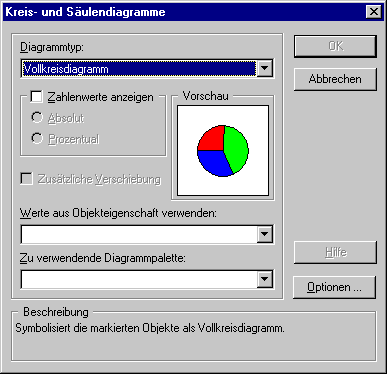 Kreis- und Säulendiagramme
Diagrammtyp:
Vollkreisdiagramm
Zahlenwerte anzeigen
Absolut
Prozentual
Vorschau
Zusätzliche Verschiebung
Werte aus Objekteigenschaft verwenden:
Zu verwendende Diagrammpalette:
OK
Abbrechen
Hilfe
Optionen ...
Beschreibung
Symbolisiert die markierten Objekte als Vollkreisdiagramm.